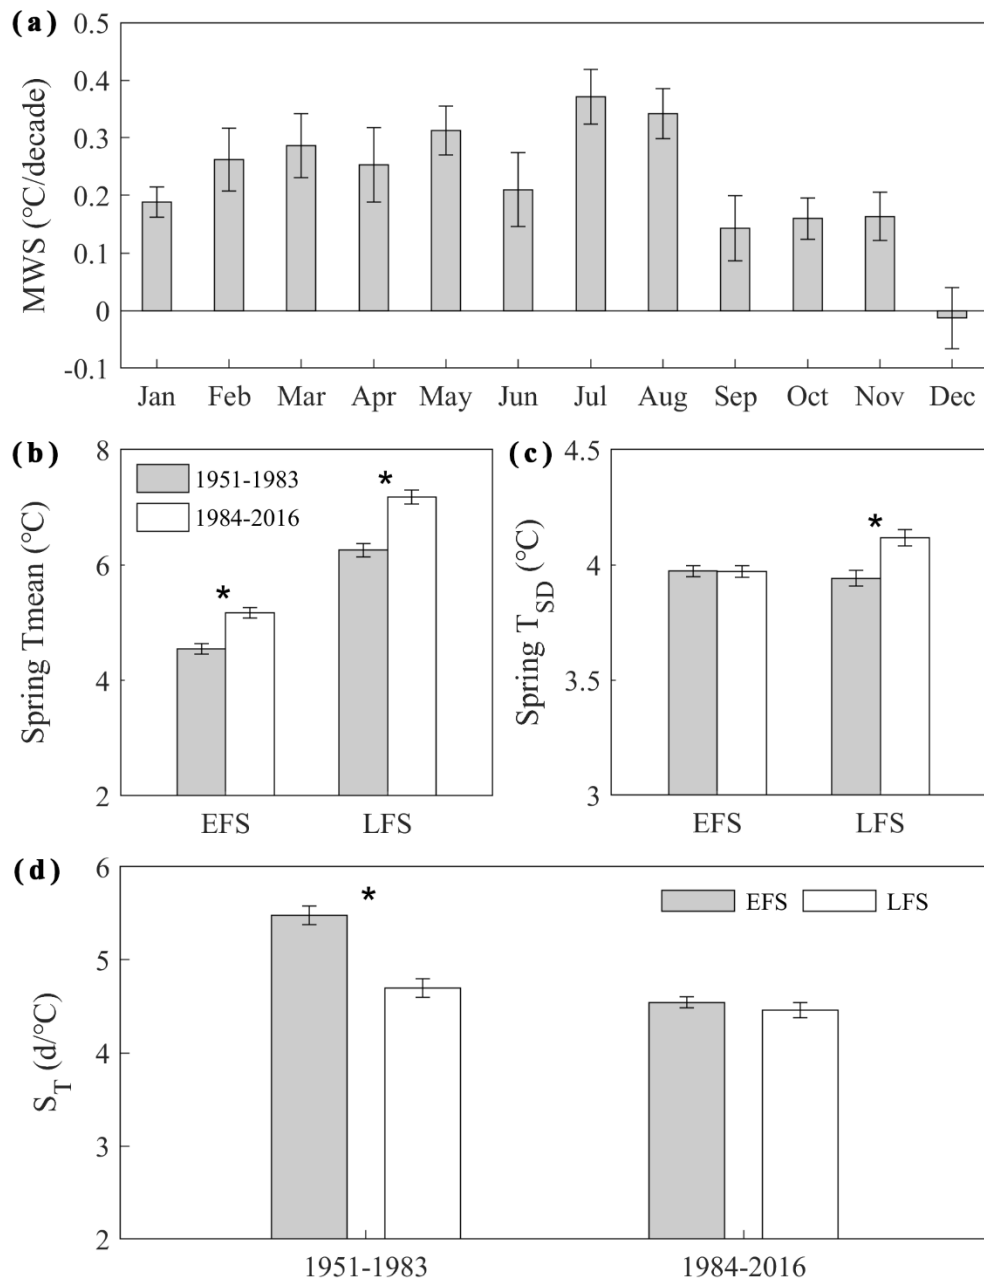 (a)
MWS (°C/decade)
0.5
0.4
0.3
0.2
0.1
0
-0.1
Jan Feb Mar Apr May Jun Jul Aug Sep Oct Nov Dec
(b)
Spring Tmean (°C)
8
6
4
2
1951-1983
1984-2016
*
*
EFS LFS
(c)
Spring T_SD (°C)
4.5
4
3.5
3
*
EFS LFS
(d)
S_T (d/°C)
6
5
4
3
2
*
EFS LFS
1951-1983 1984-2016